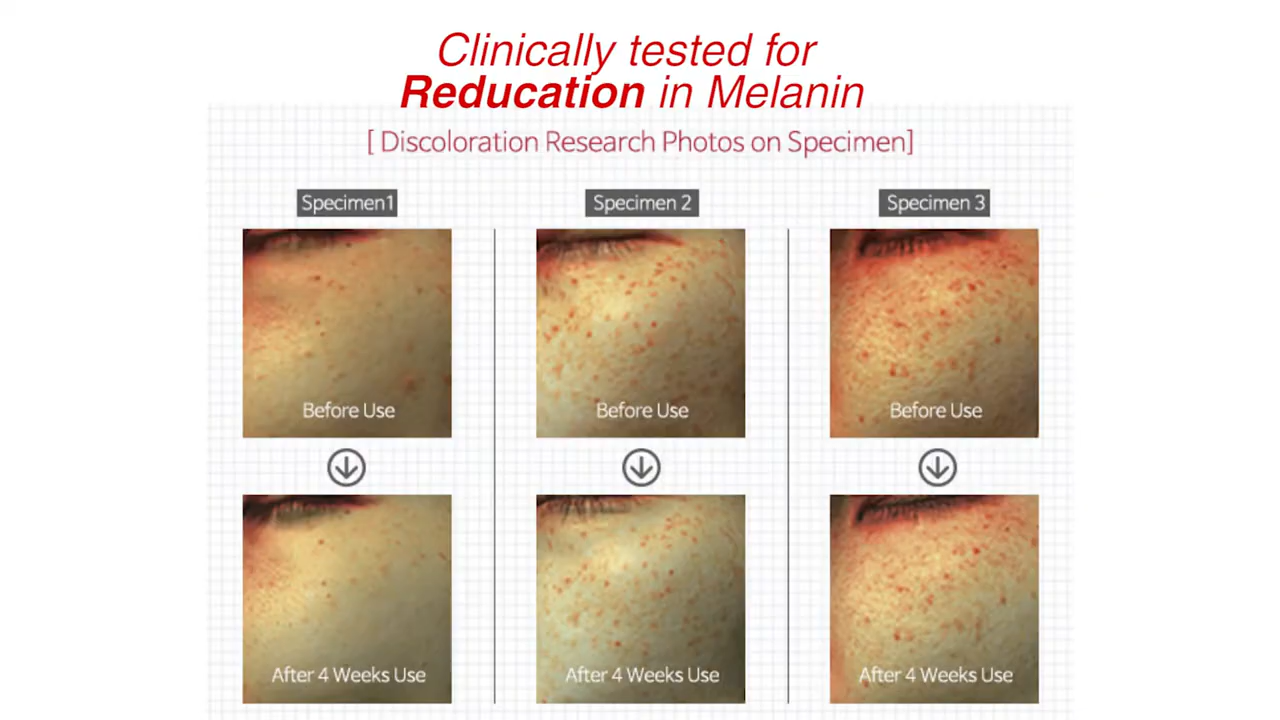 Clinically tested for
Reducation in Melanin
[ Discoloration Research Photos on Specimen]
Specimen1
Specimen 2
Specimen 3
Before Use
Before Use
Before Use
After 4 Weeks Use
After 4 Weeks Use
After 4 Weeks Use